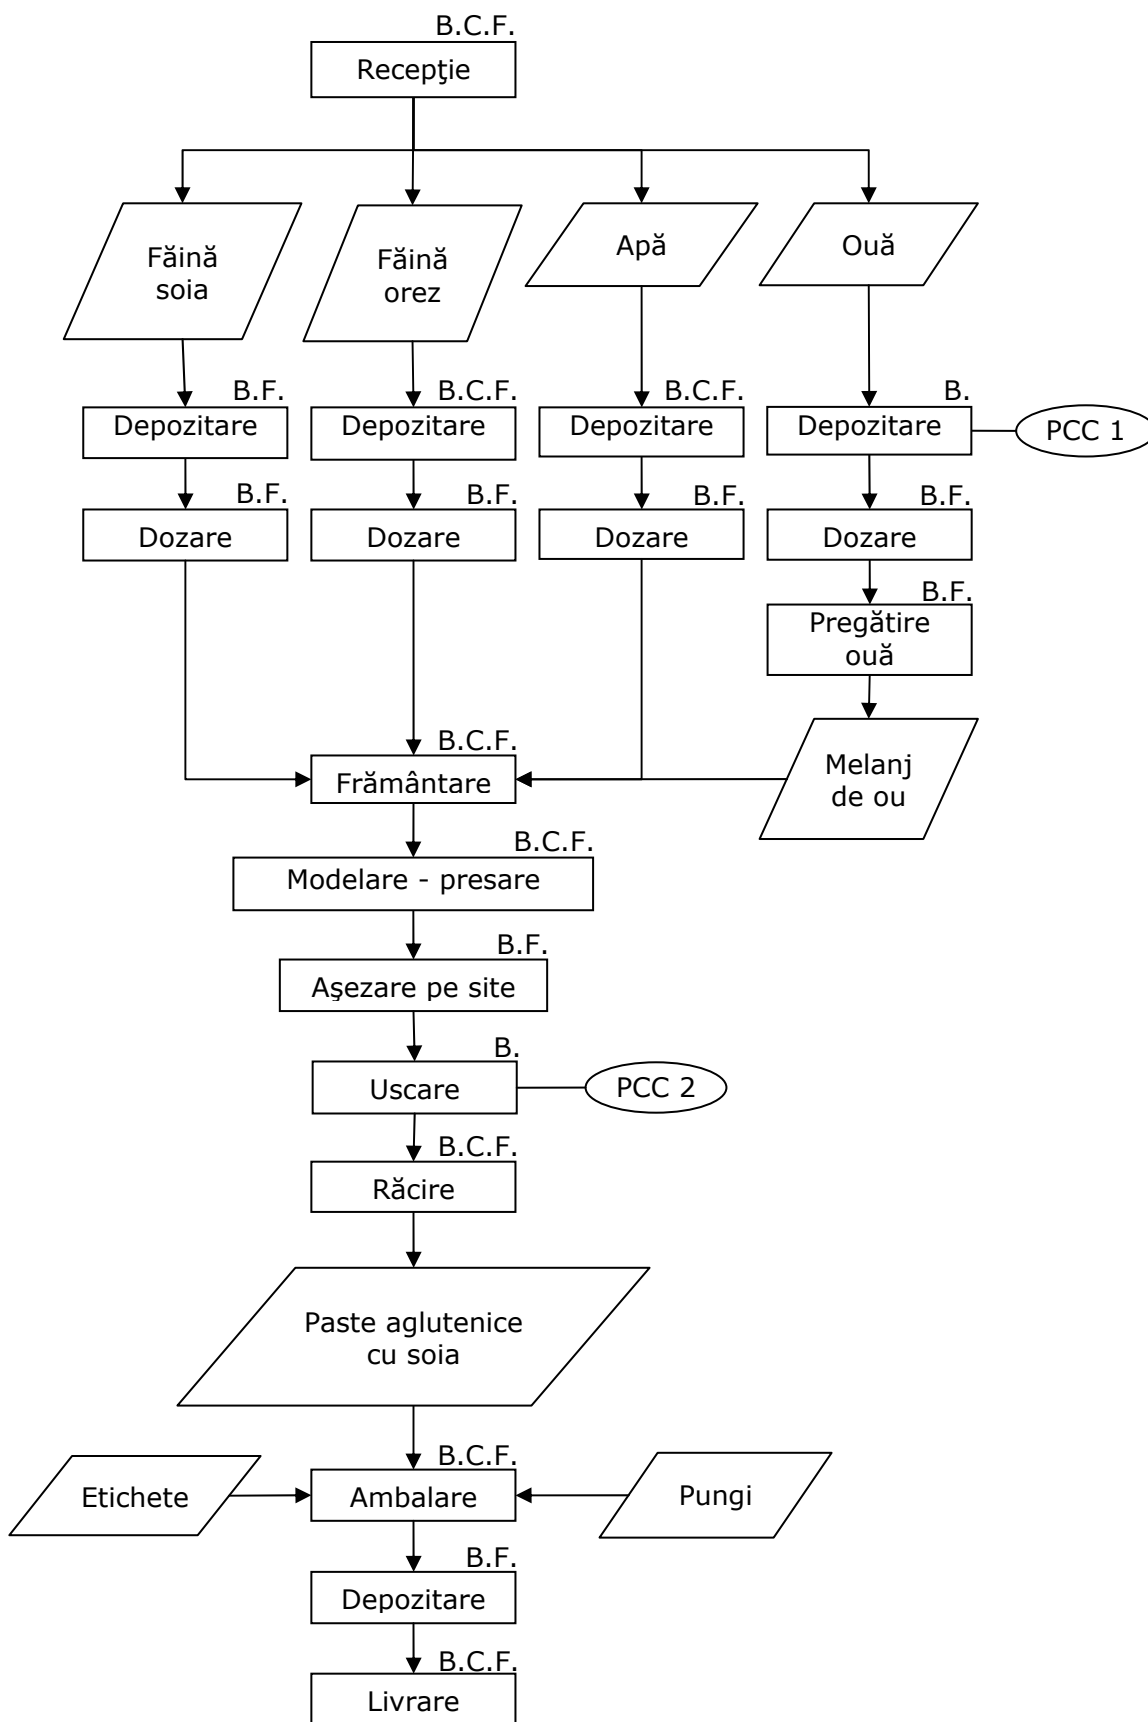 B.C.F.
Recepţie
Făină
soia
Făină
orez
Apă
Ouă
B.F.
Depozitare
B.C.F.
Depozitare
B.C.F.
Depozitare
B.
Depozitare
PCC 1
B.F.
Dozare
B.F.
Dozare
B.F.
Dozare
B.F.
Dozare
B.F.
Pregătire
ouă
Melanj
de ou
B.C.F.
Frământare
B.C.F.
Modelare - presare
B.F.
Aşezare pe site
B.
Uscare
PCC 2
B.C.F.
Răcire
Paste aglutenice
cu soia
Etichete
B.C.F.
Ambalare
Pungi
B.F.
Depozitare
B.C.F.
Livrare